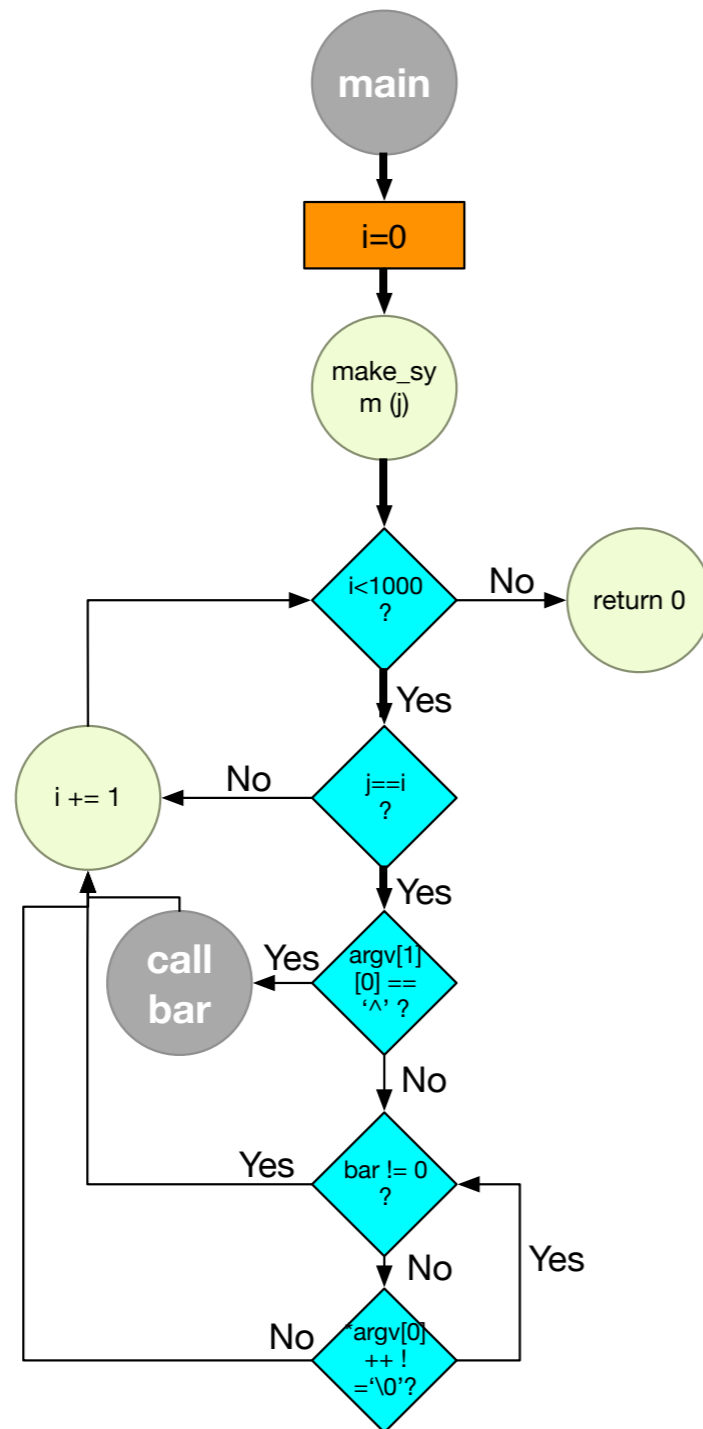 main
i=0
make_sy
m (j)
i<1000
?
No
return 0
Yes
j==i
?
No
i += 1
Yes
argv[1]
[0] ==
‘^’ ?
Yes
call
bar
No
bar != 0
?
Yes
No
Yes
*argv[0]
++ !
=‘\0’?
No